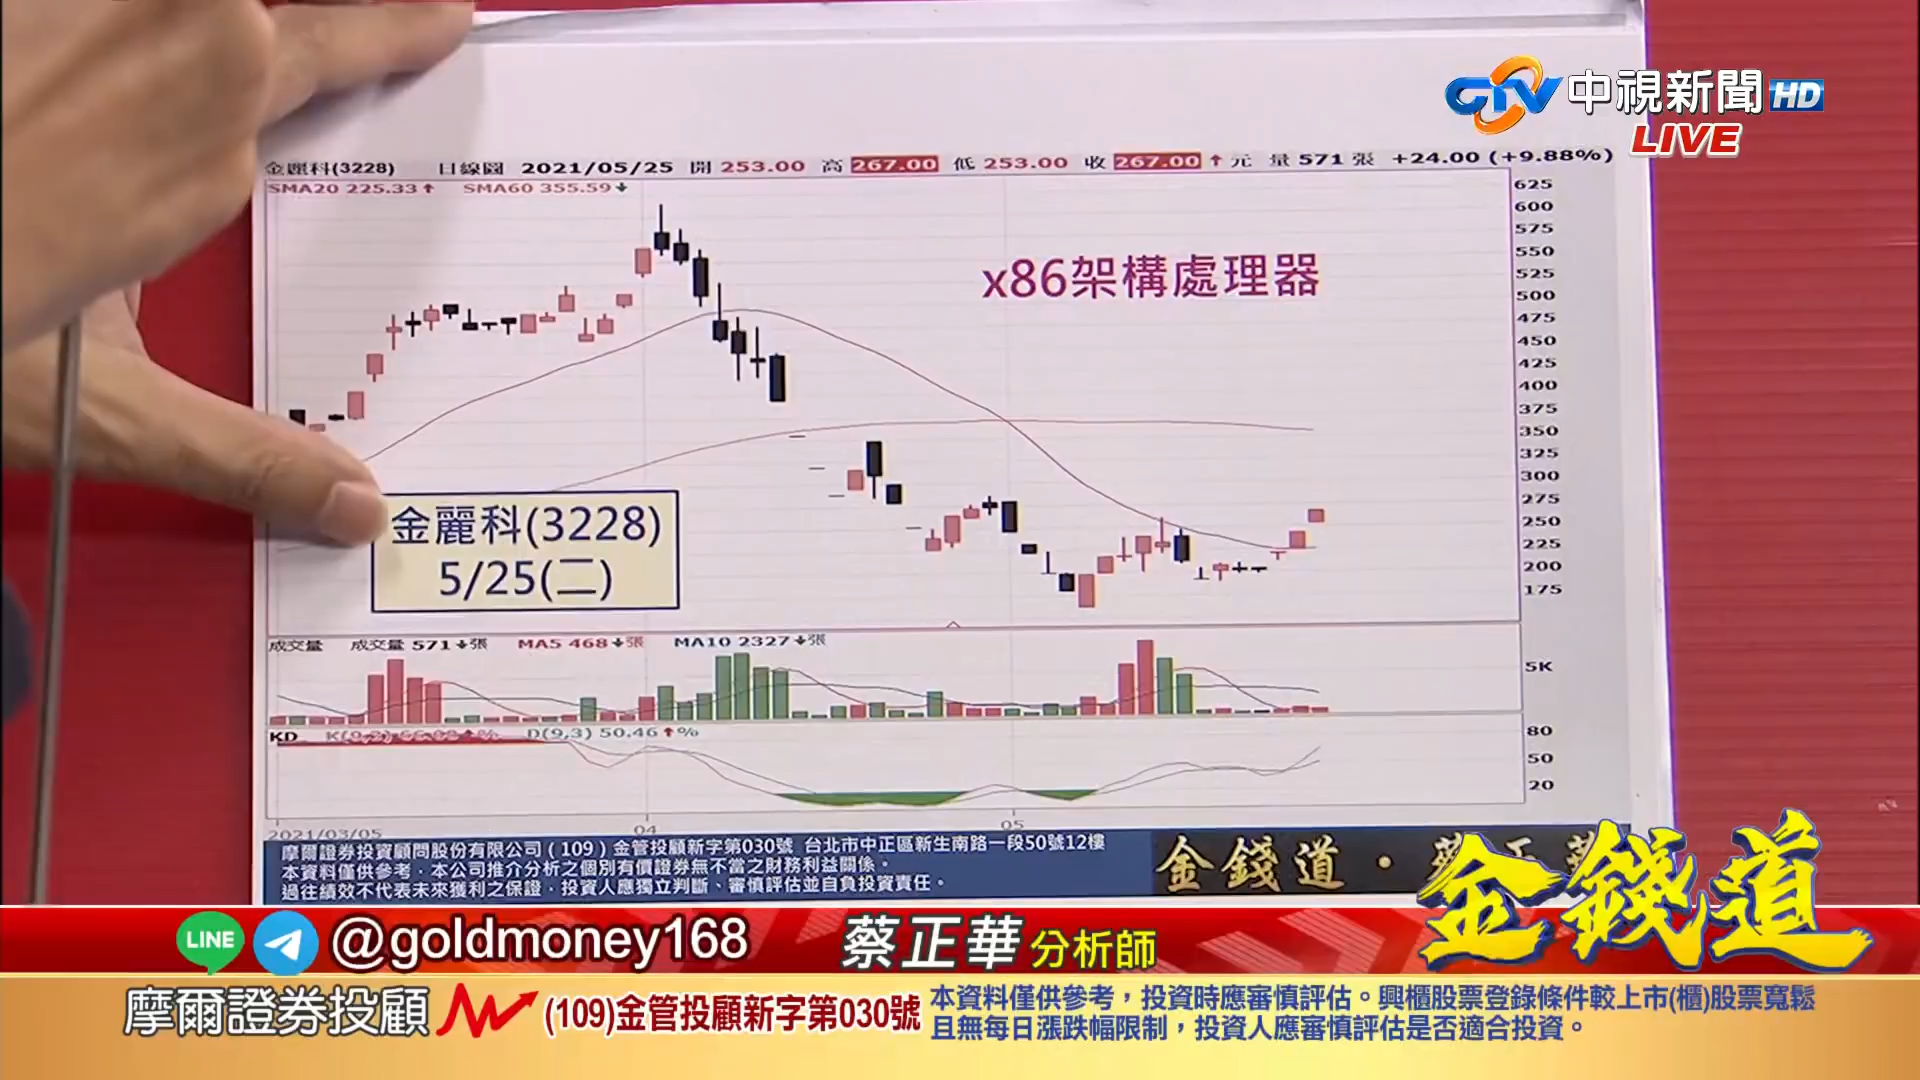 CTV 中視新聞 HD
LIVE
金麗科(3228) 日線圖 2021/05/25 開 253.00 高 267.00 低 253.00 收 267.00 ↑ 元 量 571 張 +24.00 (+9.88%)
SMA20 225.33↑ SMA60 355.59↓
625
600
575
550
525
500
475
450
425
400
375
350
325
300
275
250
225
200
175
x86架構處理器
金麗科(3228)
5/25(二)
成交量 成交量 571↓張 MA5 468↓張 MA10 2327↓張
5K
KD D(9,3) 50.46↑%
80
50
20
2021/03/05 04 05
摩爾證券投資顧問股份有限公司(109)金管投顧新字第030號 台北市中正區新生南路一段50號12樓
本資料僅供參考,本公司推介分析之個別有價證券無不當之財務利益關係。
過往績效不代表未來獲利之保證,投資人應獨立判斷、審慎評估並自負投資責任。
金錢道・
金錢道
LINE @goldmoney168 蔡正華 分析師
摩爾證券投顧 (109)金管投顧新字第030號
本資料僅供參考,投資時應審慎評估。興櫃股票登錄條件較上市(櫃)股票寬鬆
且無每日漲跌幅限制,投資人應審慎評估是否適合投資。